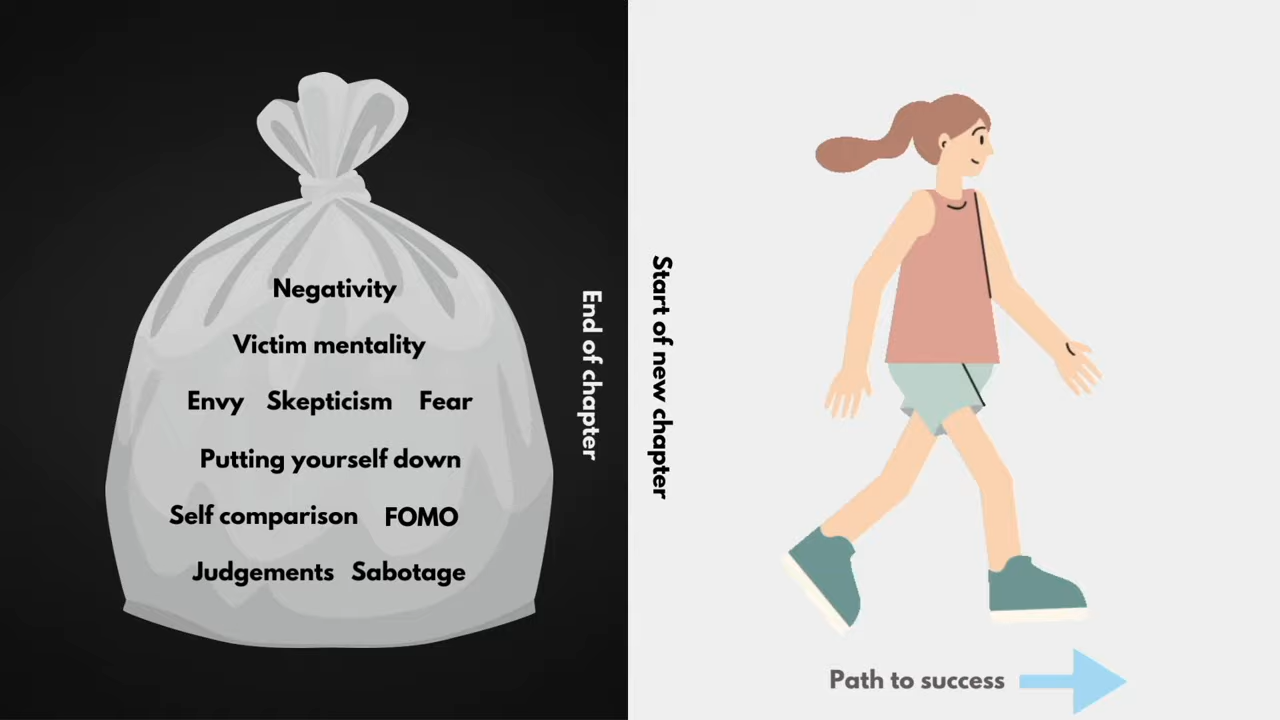 Negativity
Victim mentality
Envy Skepticism Fear
Putting yourself down
Self comparison FOMO
Judgements Sabotage
End of chapter
Start of new chapter
Path to success